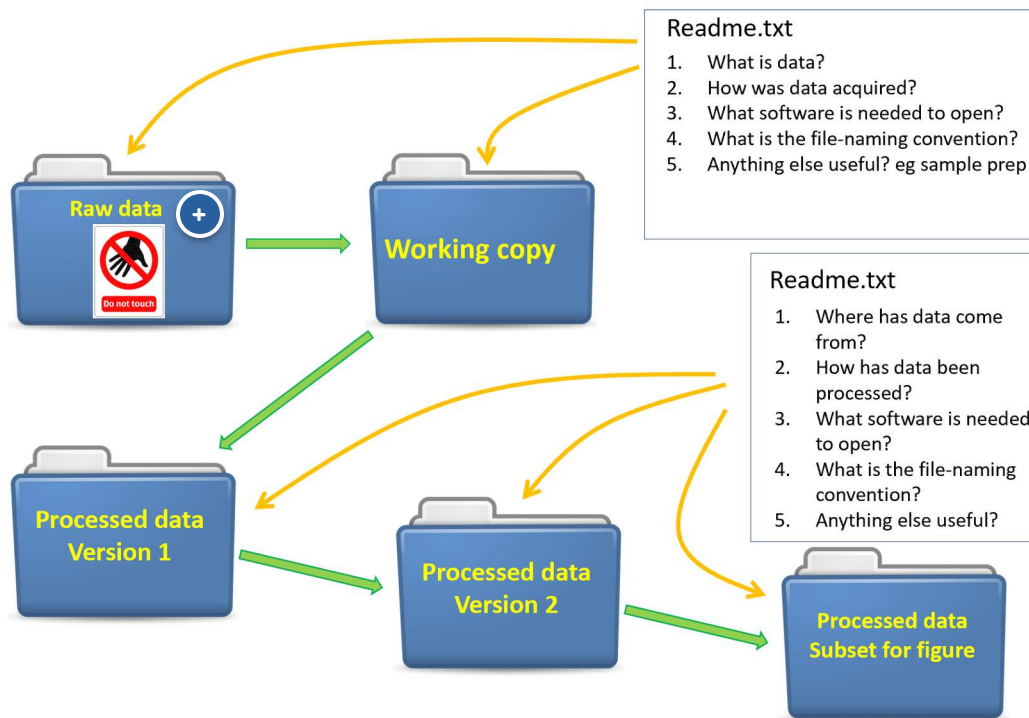 Readme.txt
1. What is data?
2. How was data acquired?
3. What software is needed to open?
4. What is the file-naming convention?
5. Anything else useful? eg sample prep
Raw data
+
Do not touch
Working copy
Readme.txt
1. Where has data come
from?
2. How has data been
processed?
3. What software is needed
to open?
4. What is the file-naming
convention?
5. Anything else useful?
Processed data
Version 1
Processed data
Version 2
Processed data
Subset for figure